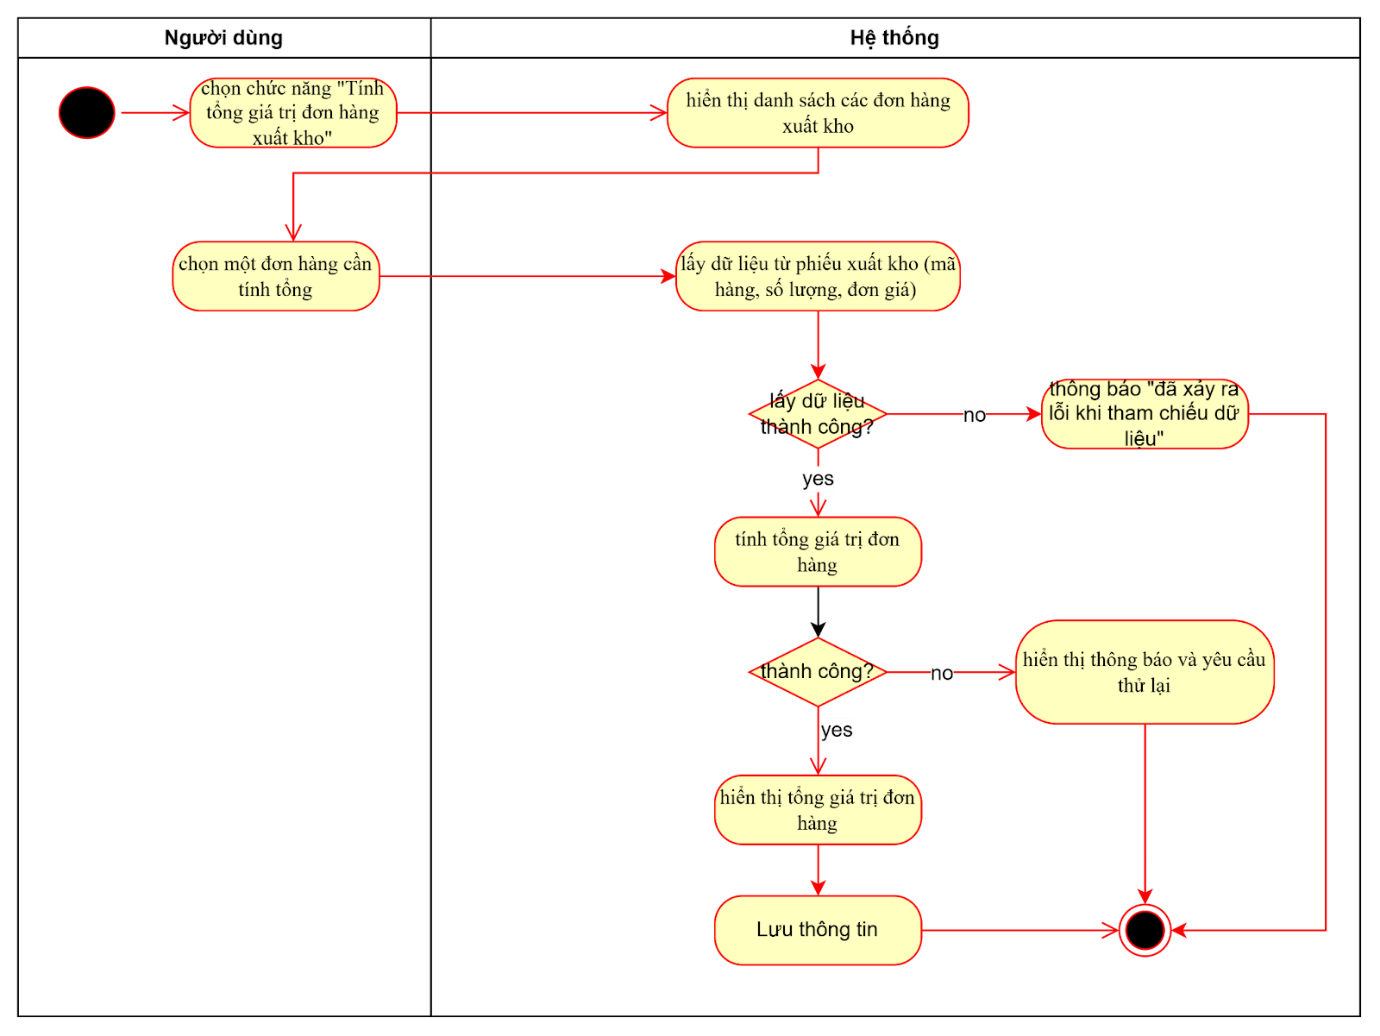 Người dùng
Hệ thống
chọn chức năng "Tính
tổng giá trị đơn hàng
xuất kho"
hiển thị danh sách các đơn hàng
xuất kho
chọn một đơn hàng cần
tính tổng
lấy dữ liệu từ phiếu xuất kho (mã
hàng, số lượng, đơn giá)
lấy dữ liệu
thành công?
no
thông báo "đã xảy ra
lỗi khi tham chiếu dữ
liệu"
yes
tính tổng giá trị đơn
hàng
thành công?
no
hiển thị thông báo và yêu cầu
thử lại
yes
hiển thị tổng giá trị đơn
hàng
Lưu thông tin